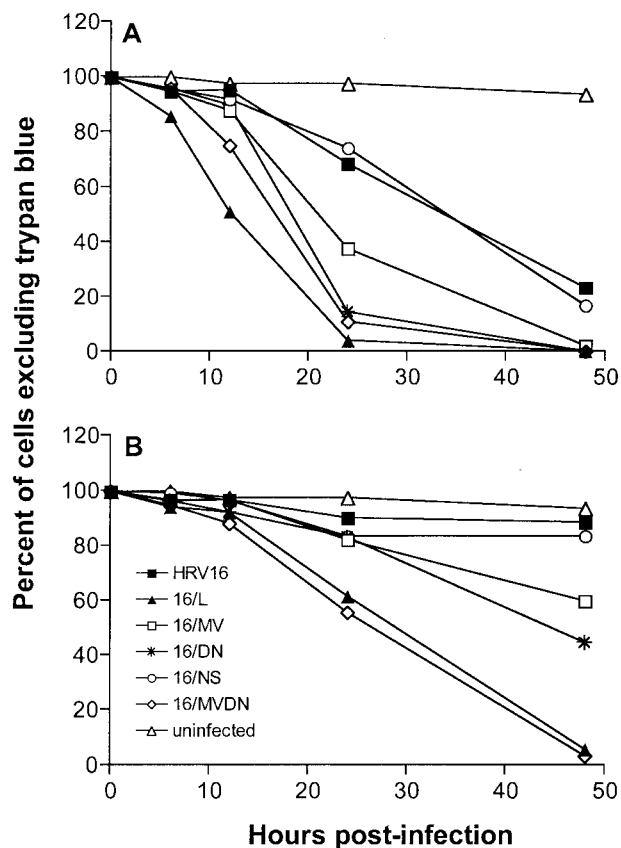 Percent of cells excluding trypan blue
A
120
100
80
60
40
20
0
0 10 20 30 40 50
B
120
100
80
60
40
20
0
HRV16
16/L
16/MV
16/DN
16/NS
16/MVDN
uninfected
0 10 20 30 40 50
Hours post-infection